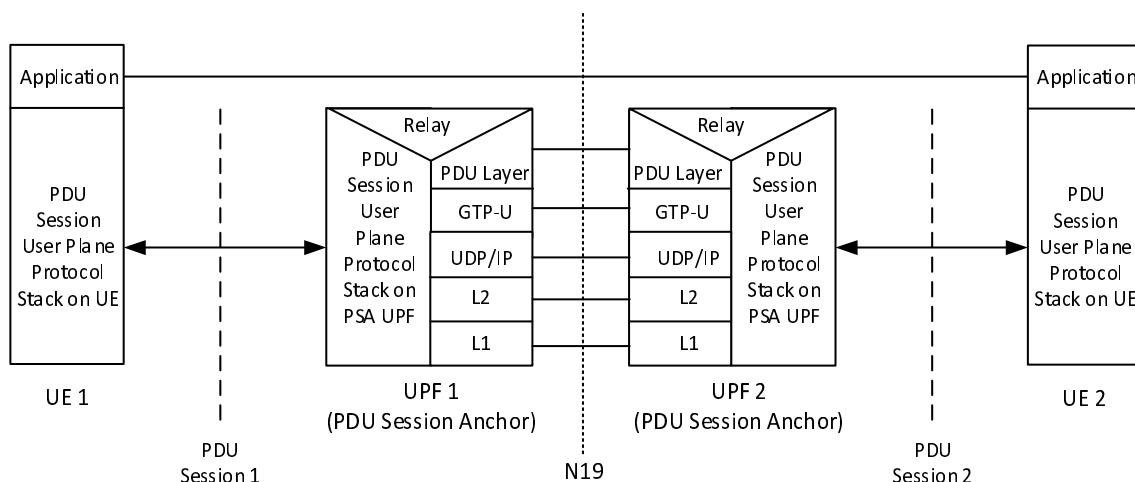 Application
PDU
Session
User Plane
Protocol
Stack on UE
UE 1
PDU
Session 1
Relay
PDU
Session
User
Plane
Protocol
Stack on
PSA UPF
PDU Layer
GTP-U
UDP/IP
L2
L1
UPF 1
(PDU Session Anchor)
N19
Relay
PDU Layer
GTP-U
UDP/IP
L2
L1
PDU
Session
User
Plane
Protocol
Stack on
PSA UPF
UPF 2
(PDU Session Anchor)
PDU
Session 2
Application
PDU
Session
User Plane
Protocol
Stack on UE
UE 2